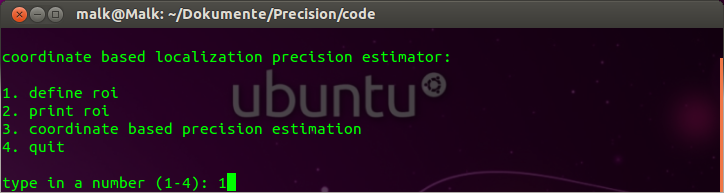 malk@Malk: ~/Dokumente/Precision/code
coordinate based localization precision estimator:
1. define roi
2. print roi
3. coordinate based precision estimation
4. quit
type in a number (1-4): 1
ubuntu